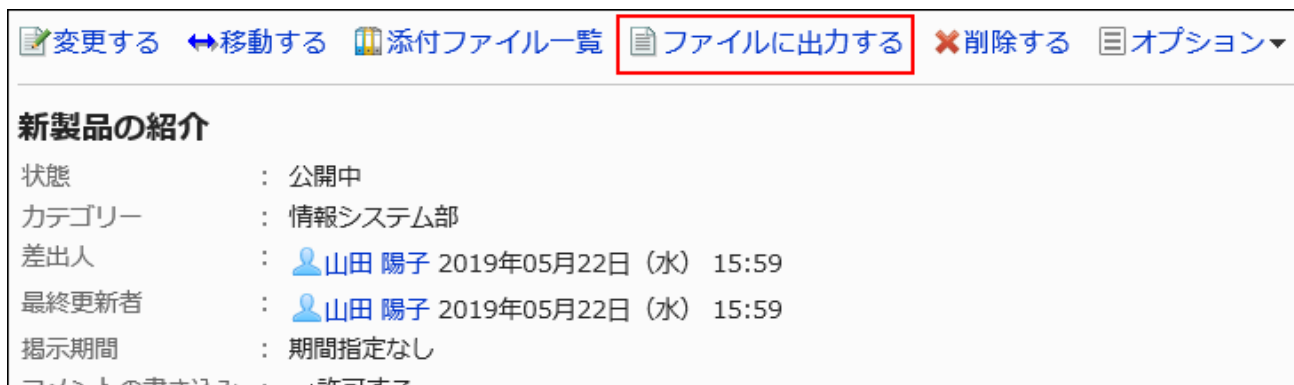 変更する 移動する 添付ファイル一覧 ファイルに出力する 削除する オプション
新製品の紹介
状態 : 公開中
カテゴリー : 情報システム部
差出人 : 山田 陽子 2019年05月22日（水） 15:59
最終更新者 : 山田 陽子 2019年05月22日（水） 15:59
掲示期間 : 期間指定なし